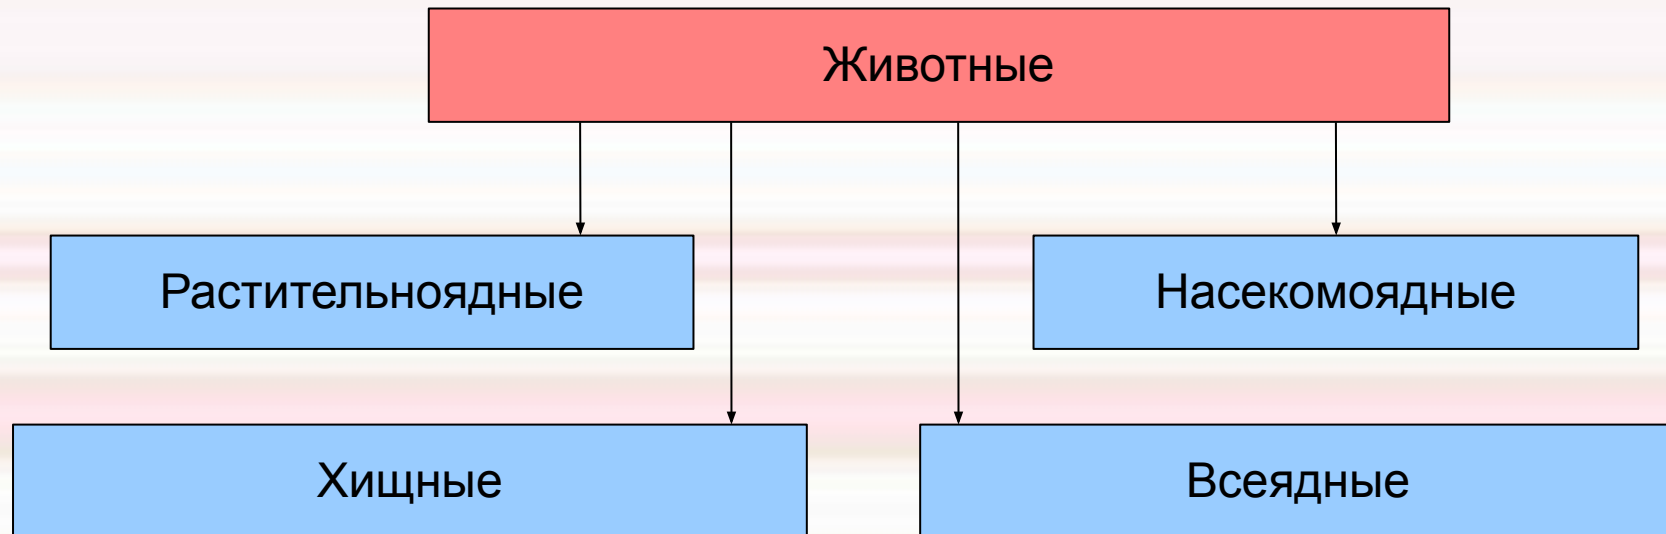 Животные
Растительноядные
Насекомоядные
Хищные
Всеядные